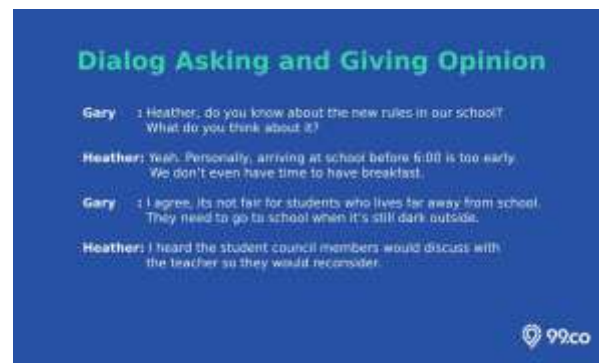 Dialog Asking and Giving Opinion
Gary : Heather, do you know about the new rules in our school?
What do you think about it?
Heather: Yeah. Personally, arriving at school before 6:00 is too early.
We don't even have time to have breakfast.
Gary : I agree, its not fair for students who lives far away from school.
They need to go to school when it's still dark outside.
Heather: I heard the student council members would discuss with
the teacher so they would reconsider.
99.co